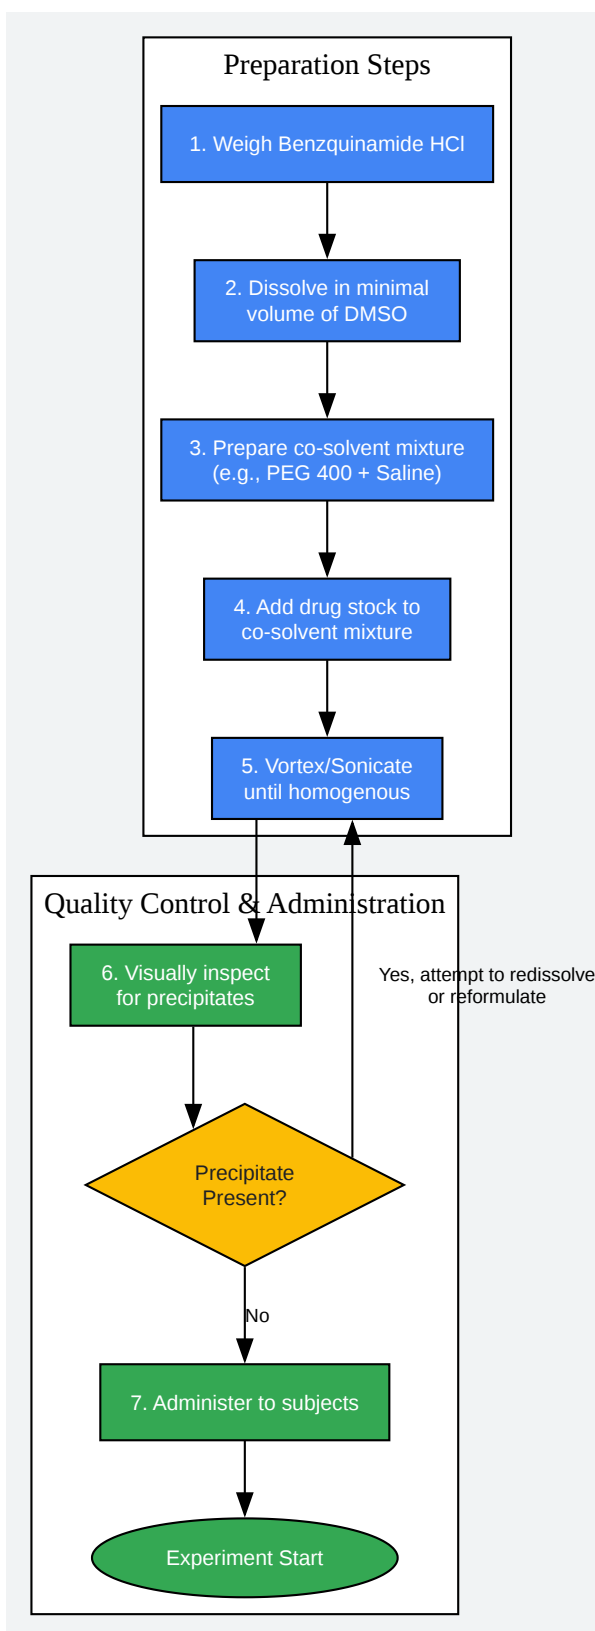 Preparation Steps
1. Weigh Benzquinamide HCl
2. Dissolve in minimal
volume of DMSO
3. Prepare co-solvent mixture
(e.g., PEG 400 + Saline)
4. Add drug stock to
co-solvent mixture
5. Vortex/Sonicate
until homogenous
Quality Control & Administration
6. Visually inspect
for precipitates
Yes, attempt to redissolve
or reformulate
Precipitate
Present?
No
7. Administer to subjects
Experiment Start